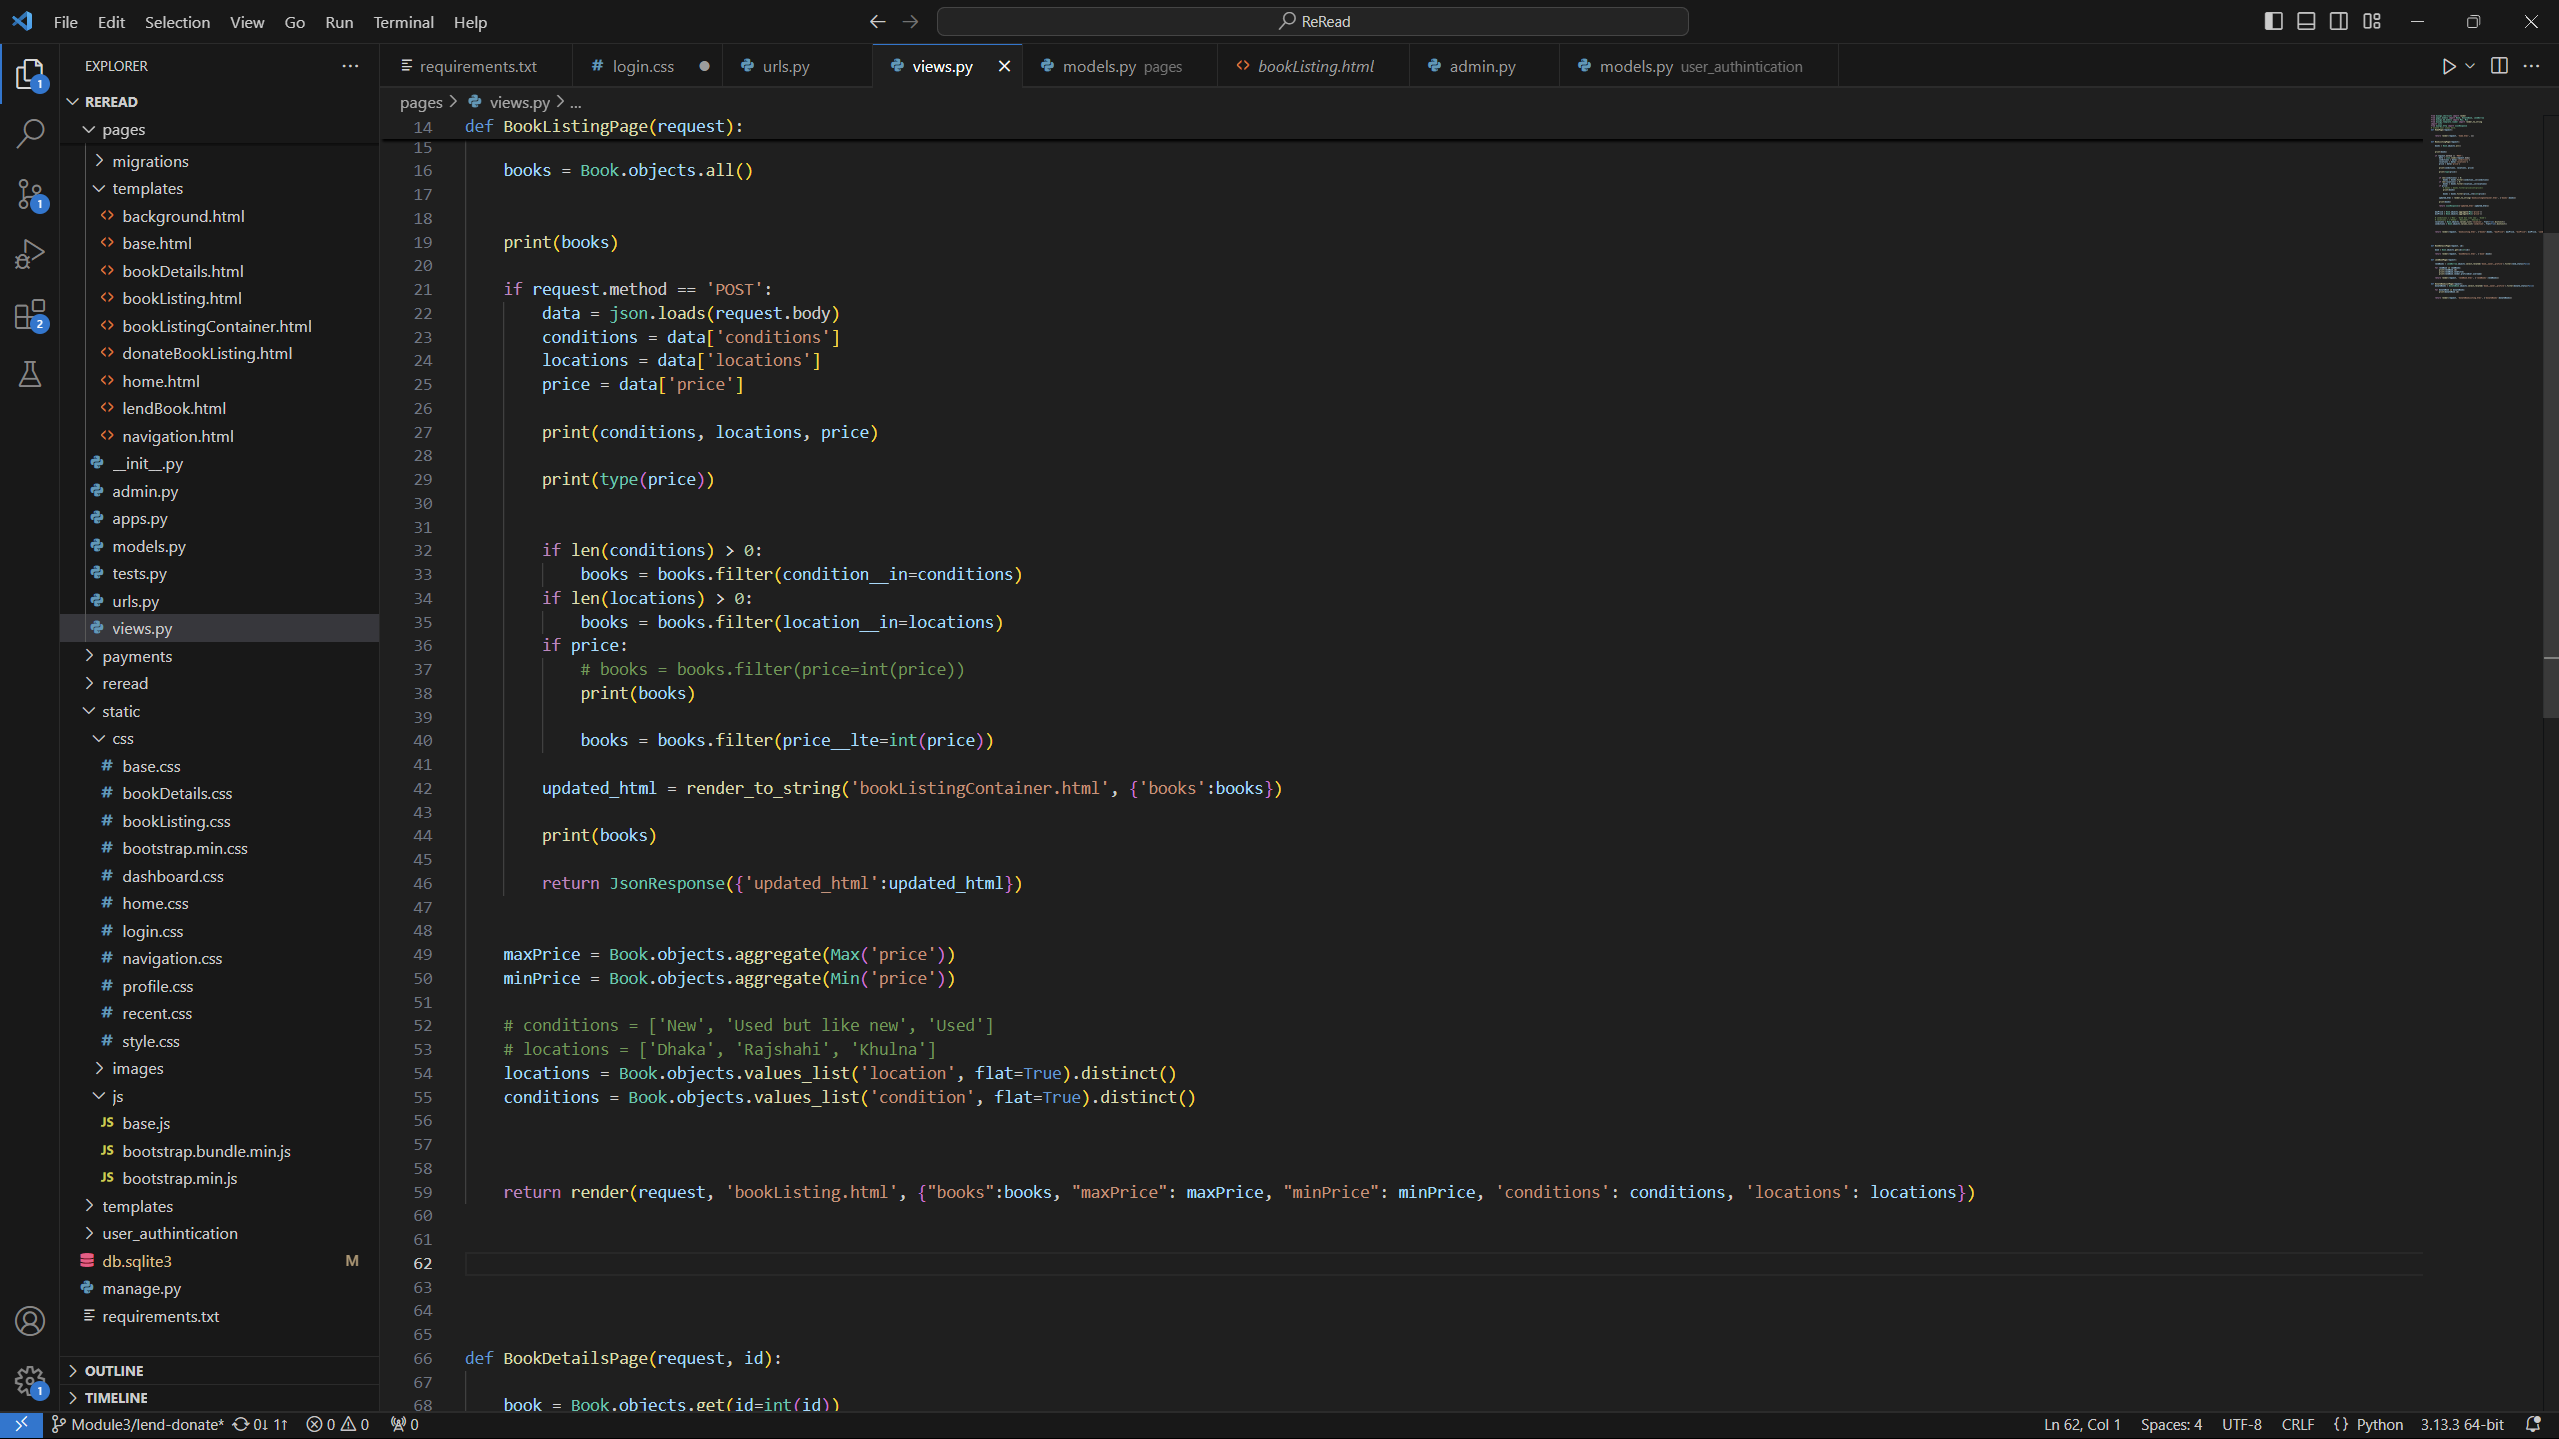 File Edit Selection View Go Run Terminal Help
ReRead
EXPLORER
requirements.txt
login.css
urls.py
views.py
models.py pages
bookListing.html
admin.py
models.py user_authintication
REREAD
pages
migrations
templates
background.html
base.html
bookDetails.html
bookListing.html
bookListingContainer.html
donateBookListing.html
home.html
lendBook.html
navigation.html
__init__.py
admin.py
apps.py
models.py
tests.py
urls.py
views.py
payments
reread
static
css
base.css
bookDetails.css
bookListing.css
bootstrap.min.css
dashboard.css
home.css
login.css
navigation.css
profile.css
recent.css
style.css
images
js
base.js
bootstrap.bundle.min.js
bootstrap.min.js
templates
user_authintication
db.sqlite3 M
manage.py
requirements.txt
OUTLINE
TIMELINE
1
1
2
1
pages > views.py > ...
14 def BookListingPage(request):
15
16 books = Book.objects.all()
17
18
19 print(books)
20
21 if request.method == 'POST':
22 data = json.loads(request.body)
23 conditions = data['conditions']
24 locations = data['locations']
25 price = data['price']
26
27 print(conditions, locations, price)
28
29 print(type(price))
30
31
32 if len(conditions) > 0:
33 books = books.filter(condition__in=conditions)
34 if len(locations) > 0:
35 books = books.filter(location__in=locations)
36 if price:
37 # books = books.filter(price=int(price))
38 print(books)
39
40 books = books.filter(price__lte=int(price))
41
42 updated_html = render_to_string('bookListingContainer.html', {'books':books})
43
44 print(books)
45
46 return JsonResponse({'updated_html':updated_html})
47
48
49 maxPrice = Book.objects.aggregate(Max('price'))
50 minPrice = Book.objects.aggregate(Min('price'))
51
52 # conditions = ['New', 'Used but like new', 'Used']
53 # locations = ['Dhaka', 'Rajshahi', 'Khulna']
54 locations = Book.objects.values_list('location', flat=True).distinct()
55 conditions = Book.objects.values_list('condition', flat=True).distinct()
56
57
58
59 return render(request, 'bookListing.html', {"books":books, "maxPrice": maxPrice, "minPrice": minPrice, 'conditions': conditions, 'locations': locations})
60
61
62
63
64
65
66 def BookDetailsPage(request, id):
67
68 book = Book.objects.get(id=int(id))
Module3/lend-donate* 0↓ 1↑ 0 0 0
Ln 62, Col 1 Spaces: 4 UTF-8 CRLF {} Python 3.13.3 64-bit